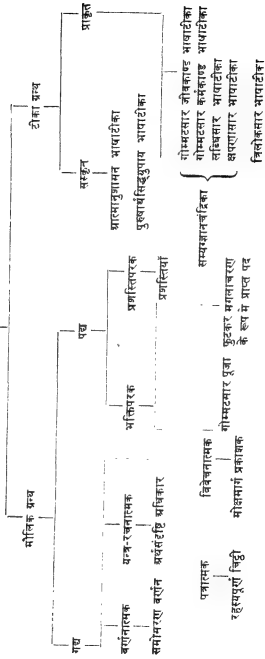 मौलिक ग्रन्थ
टीका ग्रन्थ
गद्य
पद्य
संस्कृत
प्राकृत
वर्णनात्मक
यन्त्र-रचनात्मक
भक्तिपरक
प्रशस्तिपरक
आत्मानुशासन भाषाटीका
समोसरण वर्णन
अर्थसंदृष्टि अधिकार
प्रशस्तियाँ
पुरुषार्थसिद्ध्युपाय भाषाटीका
पत्रात्मक
विवेचनात्मक
गोम्मटसार पूजा
फुटकर मंगलाचरण
के रूप में प्राप्त पद
रहस्यपूर्ण चिट्ठी
मोक्षमार्ग प्रकाशक
सम्यग्ज्ञानचंद्रिका
गोम्मटसार जीवकाण्ड भाषाटीका
गोम्मटसार कर्मकाण्ड भाषाटीका
लब्धिसार भाषाटीका
क्षपणासार भाषाटीका
त्रिलोकसार भाषाटीका